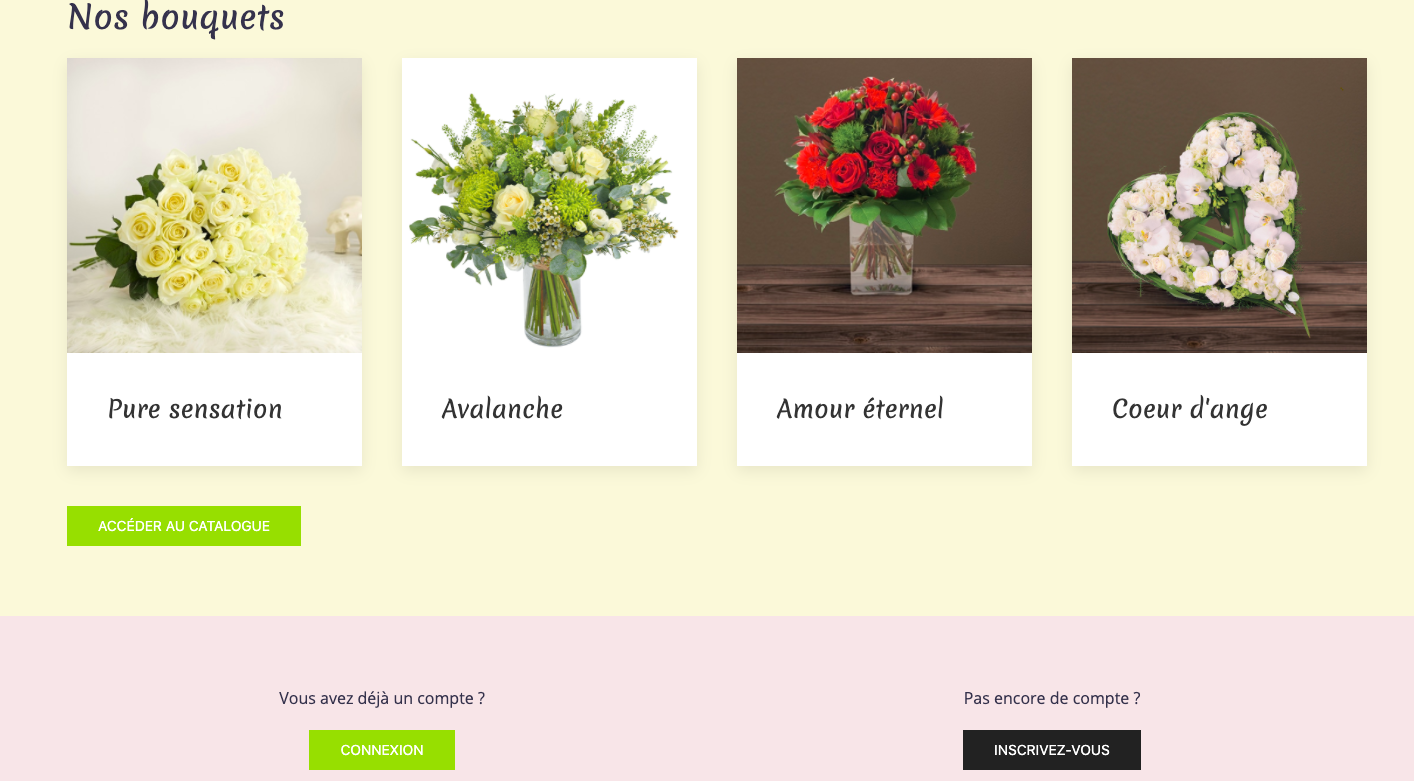 Nos bouquets
Pure sensation
Avalanche
Amour éternel
Coeur d'ange
ACCÉDER AU CATALOGUE
Vous avez déjà un compte ?
CONNEXION
Pas encore de compte ?
INSCRIVEZ-VOUS